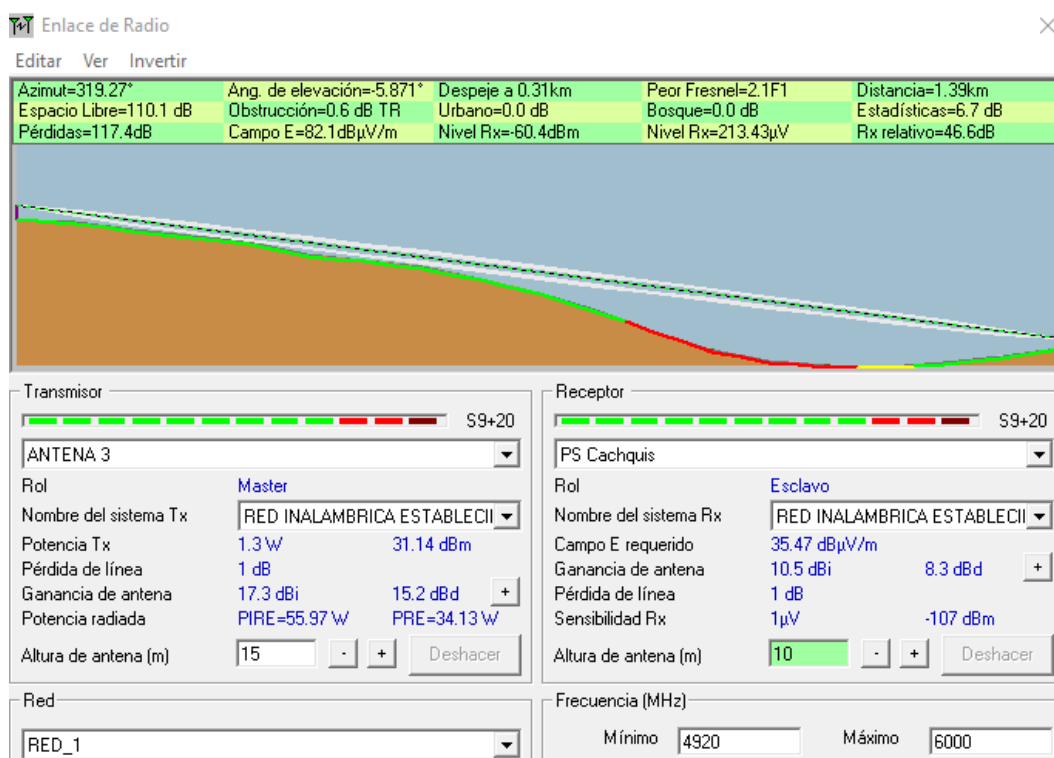 Enlace de Radio
Editar Ver Invertir
Azimut=319.27° Ang. de elevación=-5.871° Despeje a 0.31km Peor Fresnel=2.1F1 Distancia=1.39km
Espacio Libre=110.1 dB Obstrucción=0.6 dB TR Urbano=0.0 dB Bosque=0.0 dB Estadísticas=6.7 dB
Pérdidas=117.4dB Campo E=82.1dBµV/m Nivel Rx=-60.4dBm Nivel Rx=213.43µV Rx relativo=46.6dB
Transmisor
S9+20
ANTENA 3
Rol Master
Nombre del sistema Tx RED INALAMBRICA ESTABLECII
Potencia Tx 1.3 W 31.14 dBm
Pérdida de línea 1 dB
Ganancia de antena 17.3 dBi 15.2 dBd +
Potencia radiada PIRE=55.97 W PRE=34.13 W
Altura de antena (m) 15 - + Deshacer
Receptor
S9+20
PS Cachquis
Rol Esclavo
Nombre del sistema Rx RED INALAMBRICA ESTABLECII
Campo E requerido 35.47 dBµV/m
Ganancia de antena 10.5 dBi 8.3 dBd +
Pérdida de línea 1 dB
Sensibilidad Rx 1µV -107 dBm
Altura de antena (m) 10 - + Deshacer
Red
RED_1
Frecuencia (MHz)
Mínimo 4920 Máximo 6000